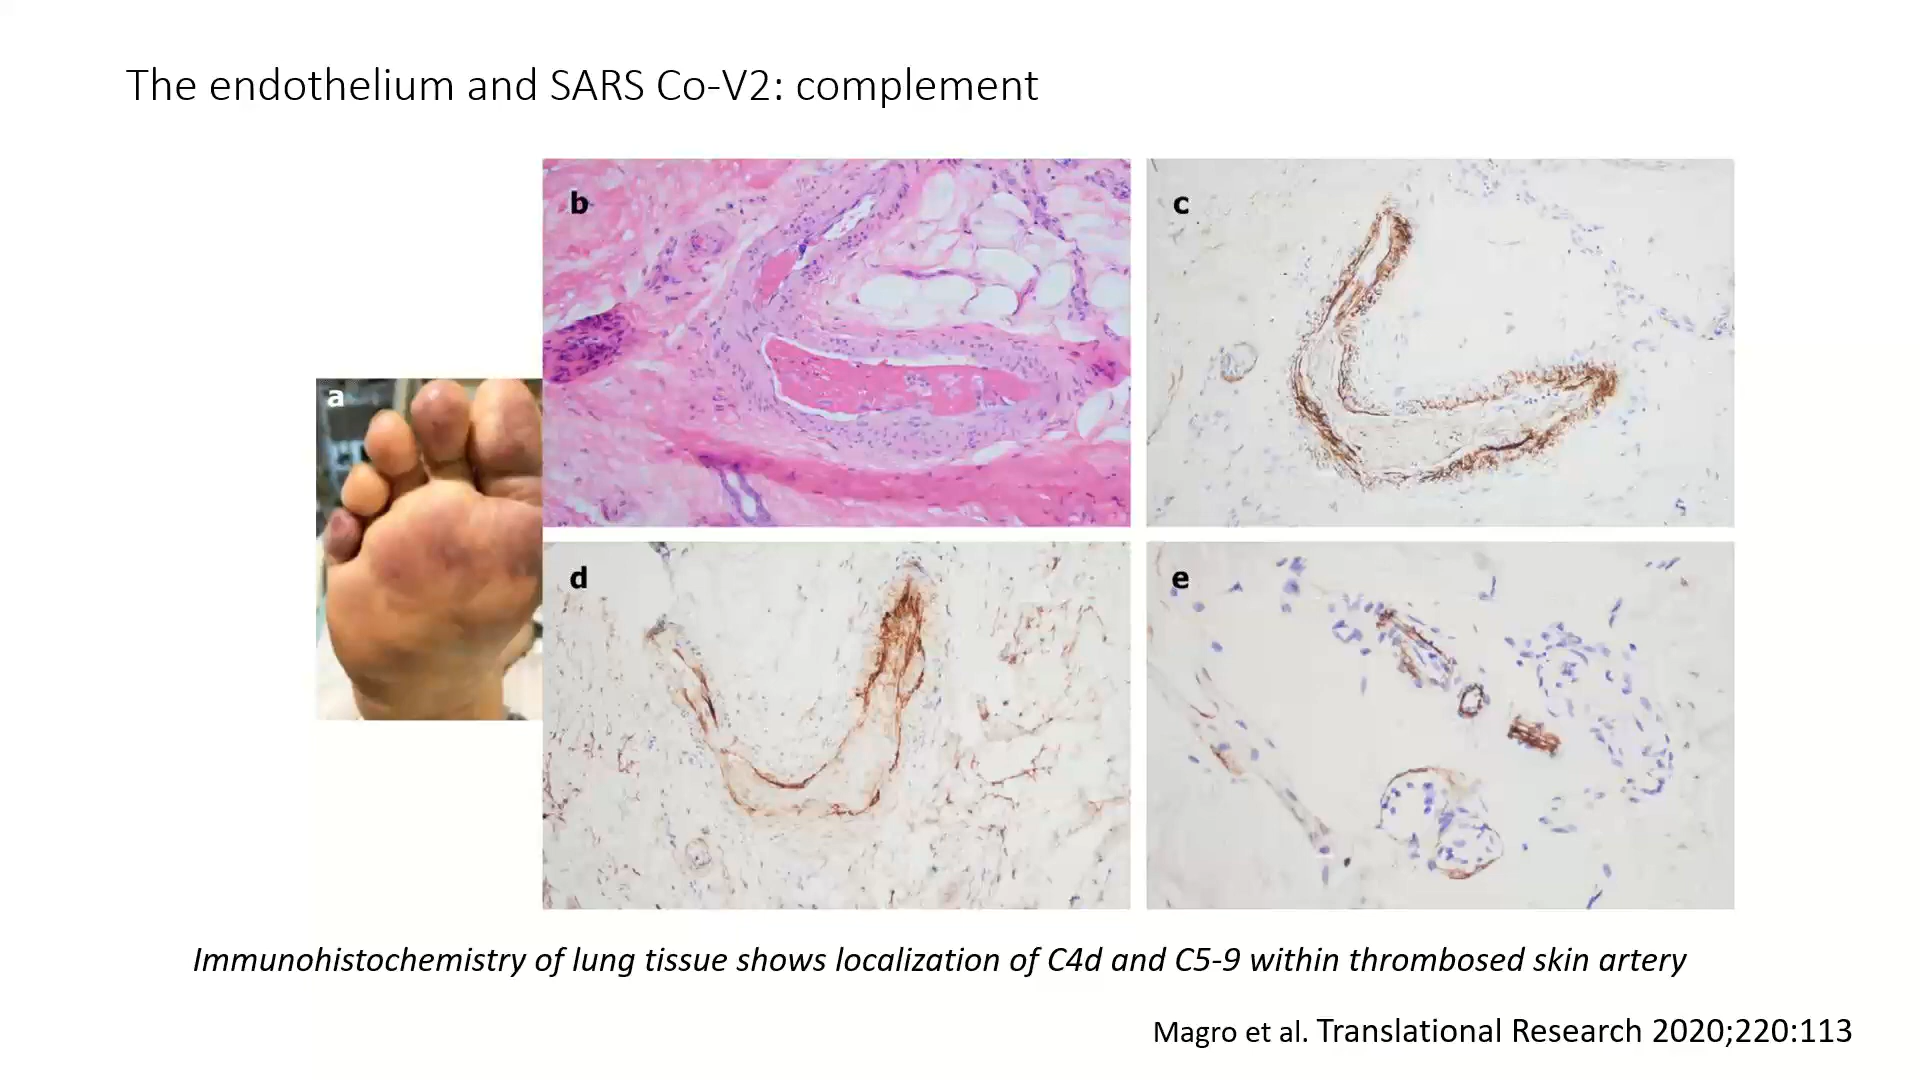 The endothelium and SARS Co-V2: complement
b
c
a
d
e
Immunohistochemistry of lung tissue shows localization of C4d and C5-9 within thrombosed skin artery
Magro et al. Translational Research 2020;220:113